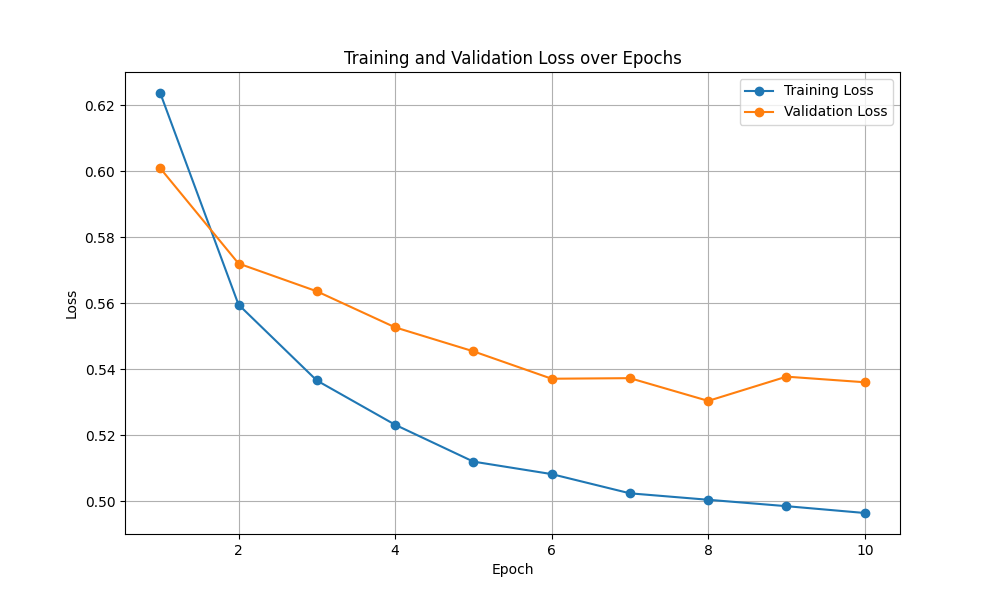 Training and Validation Loss over Epochs
Training Loss
Validation Loss
0.62
0.60
0.58
0.56
0.54
0.52
0.50
Loss
2 4 6 8 10
Epoch